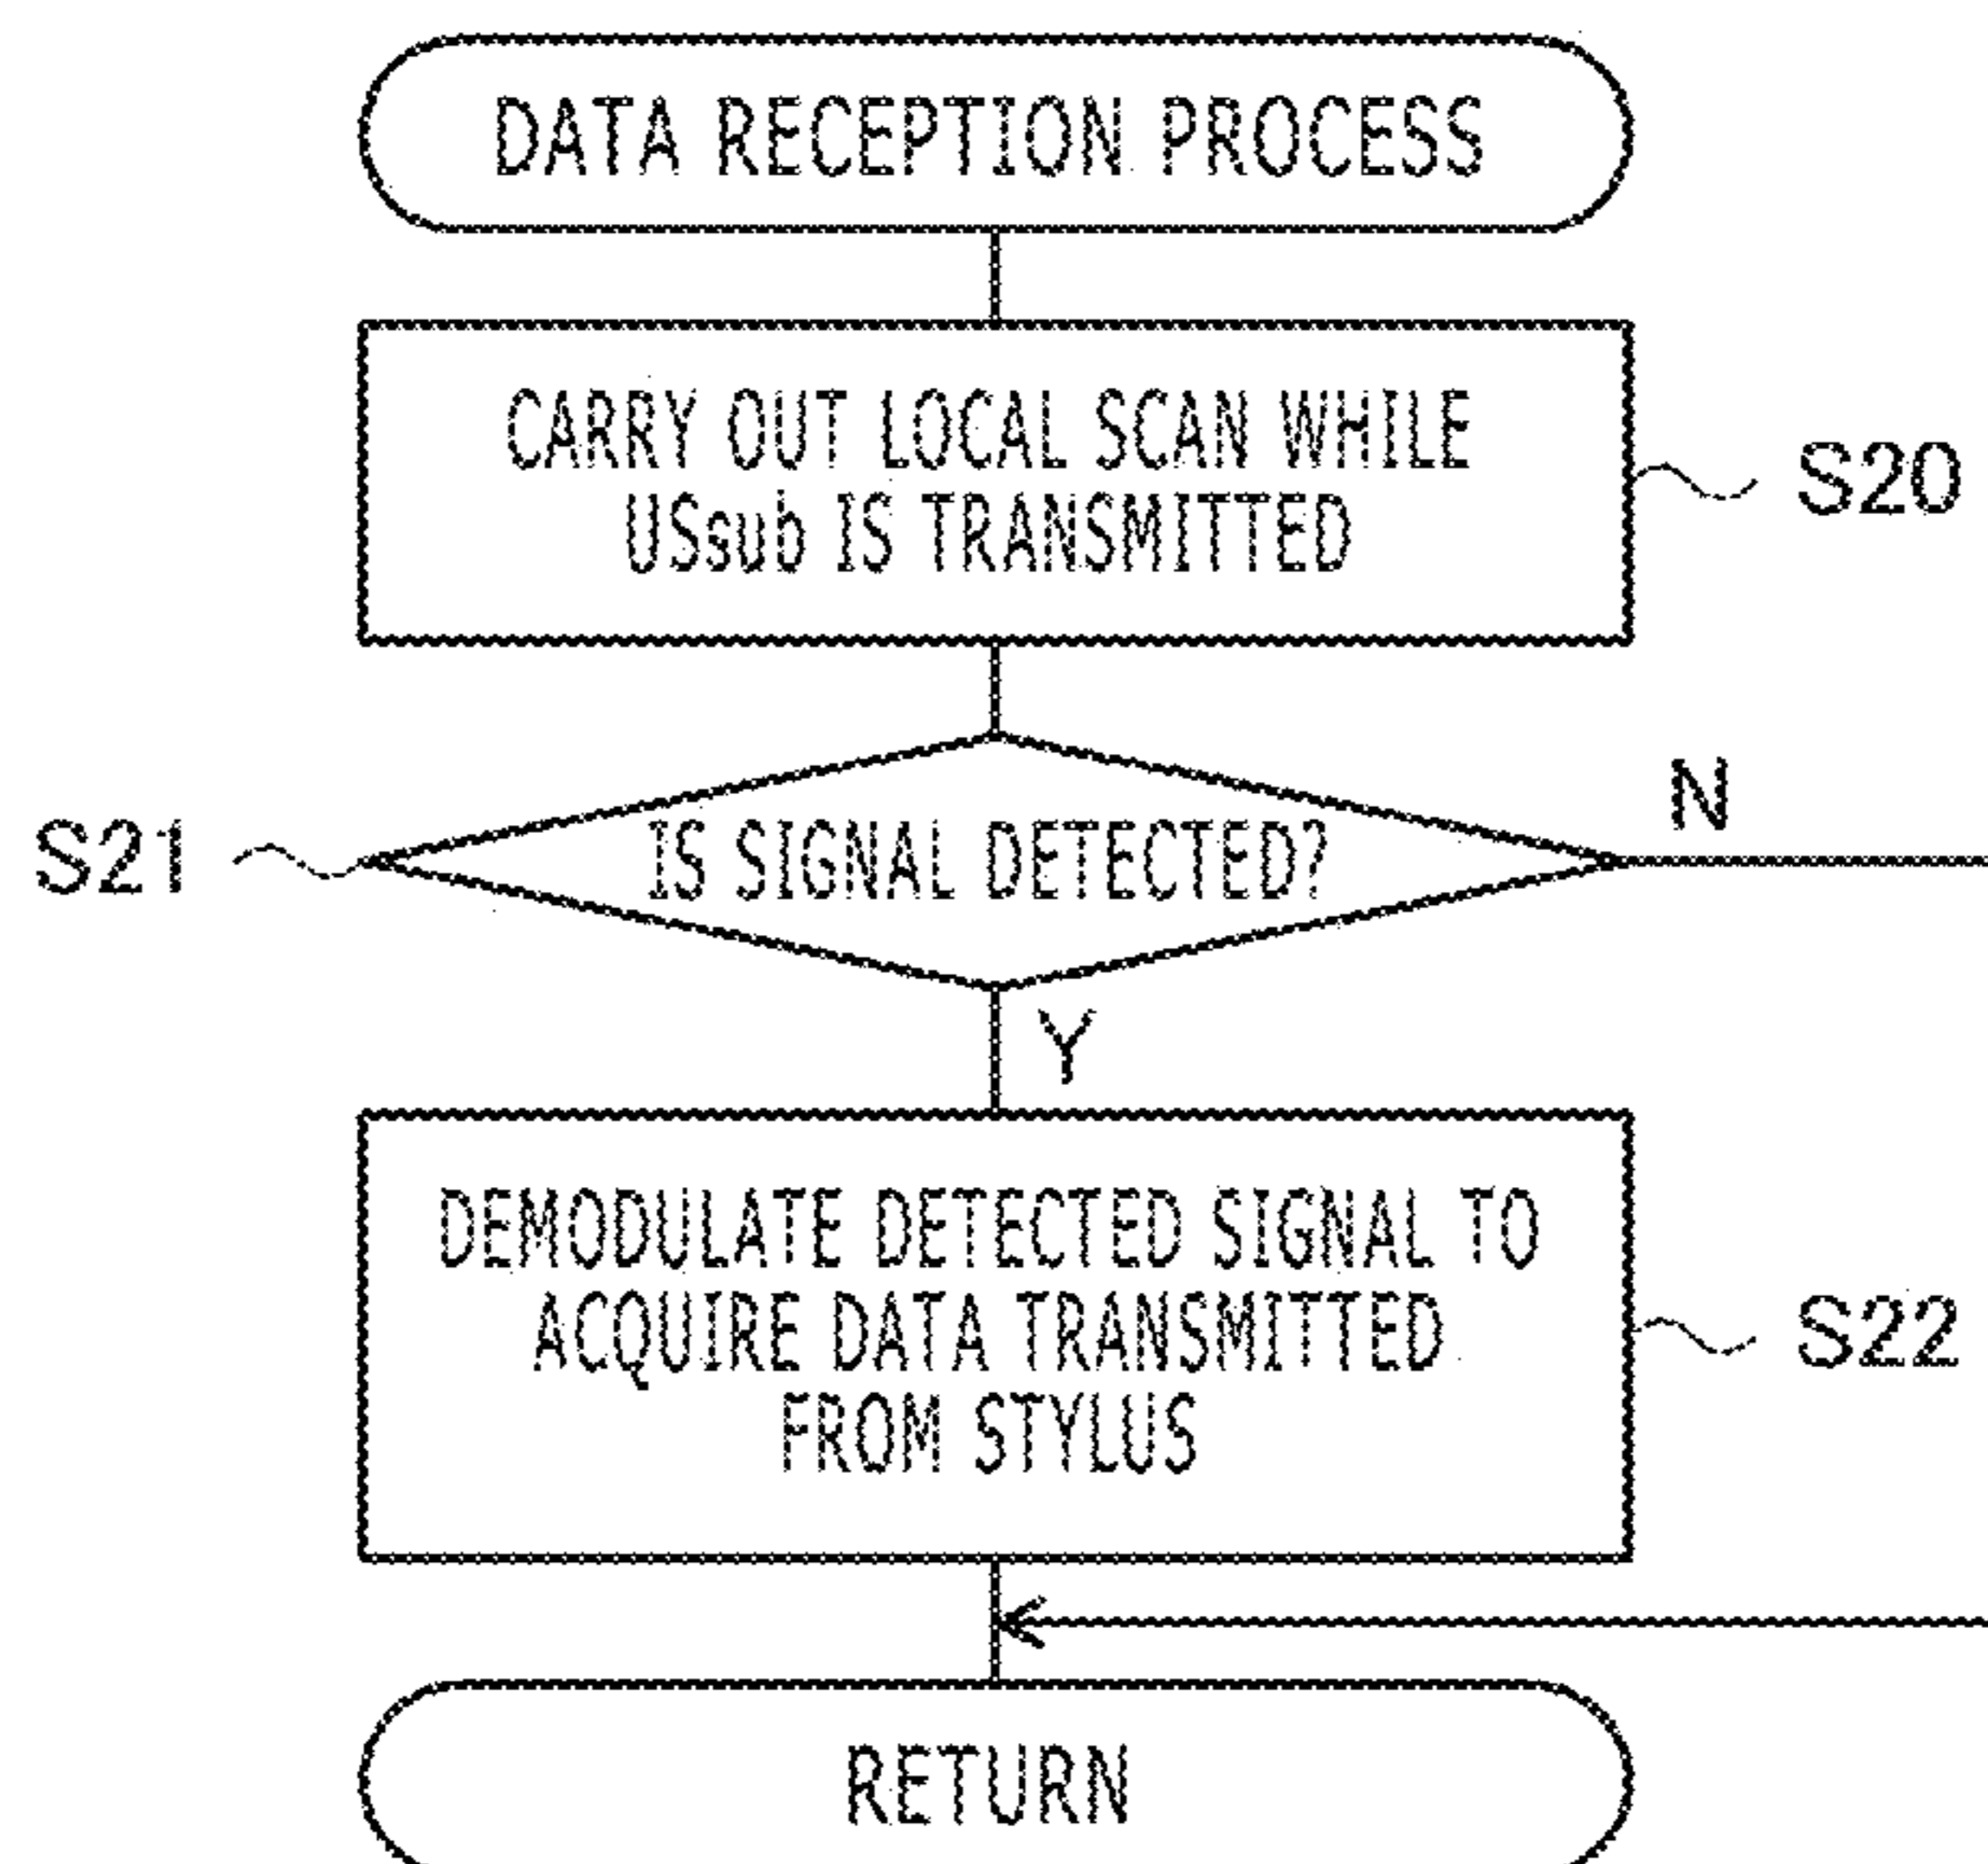 DATA RECEPTION PROCESS
CARRY OUT LOCAL SCAN WHILE
USsub IS TRANSMITTED
S20
N
S21
IS SIGNAL DETECTED?
Y
DEMODULATE DETECTED SIGNAL TO
ACQUIRE DATA TRANSMITTED
FROM STYLUS
S22
RETURN